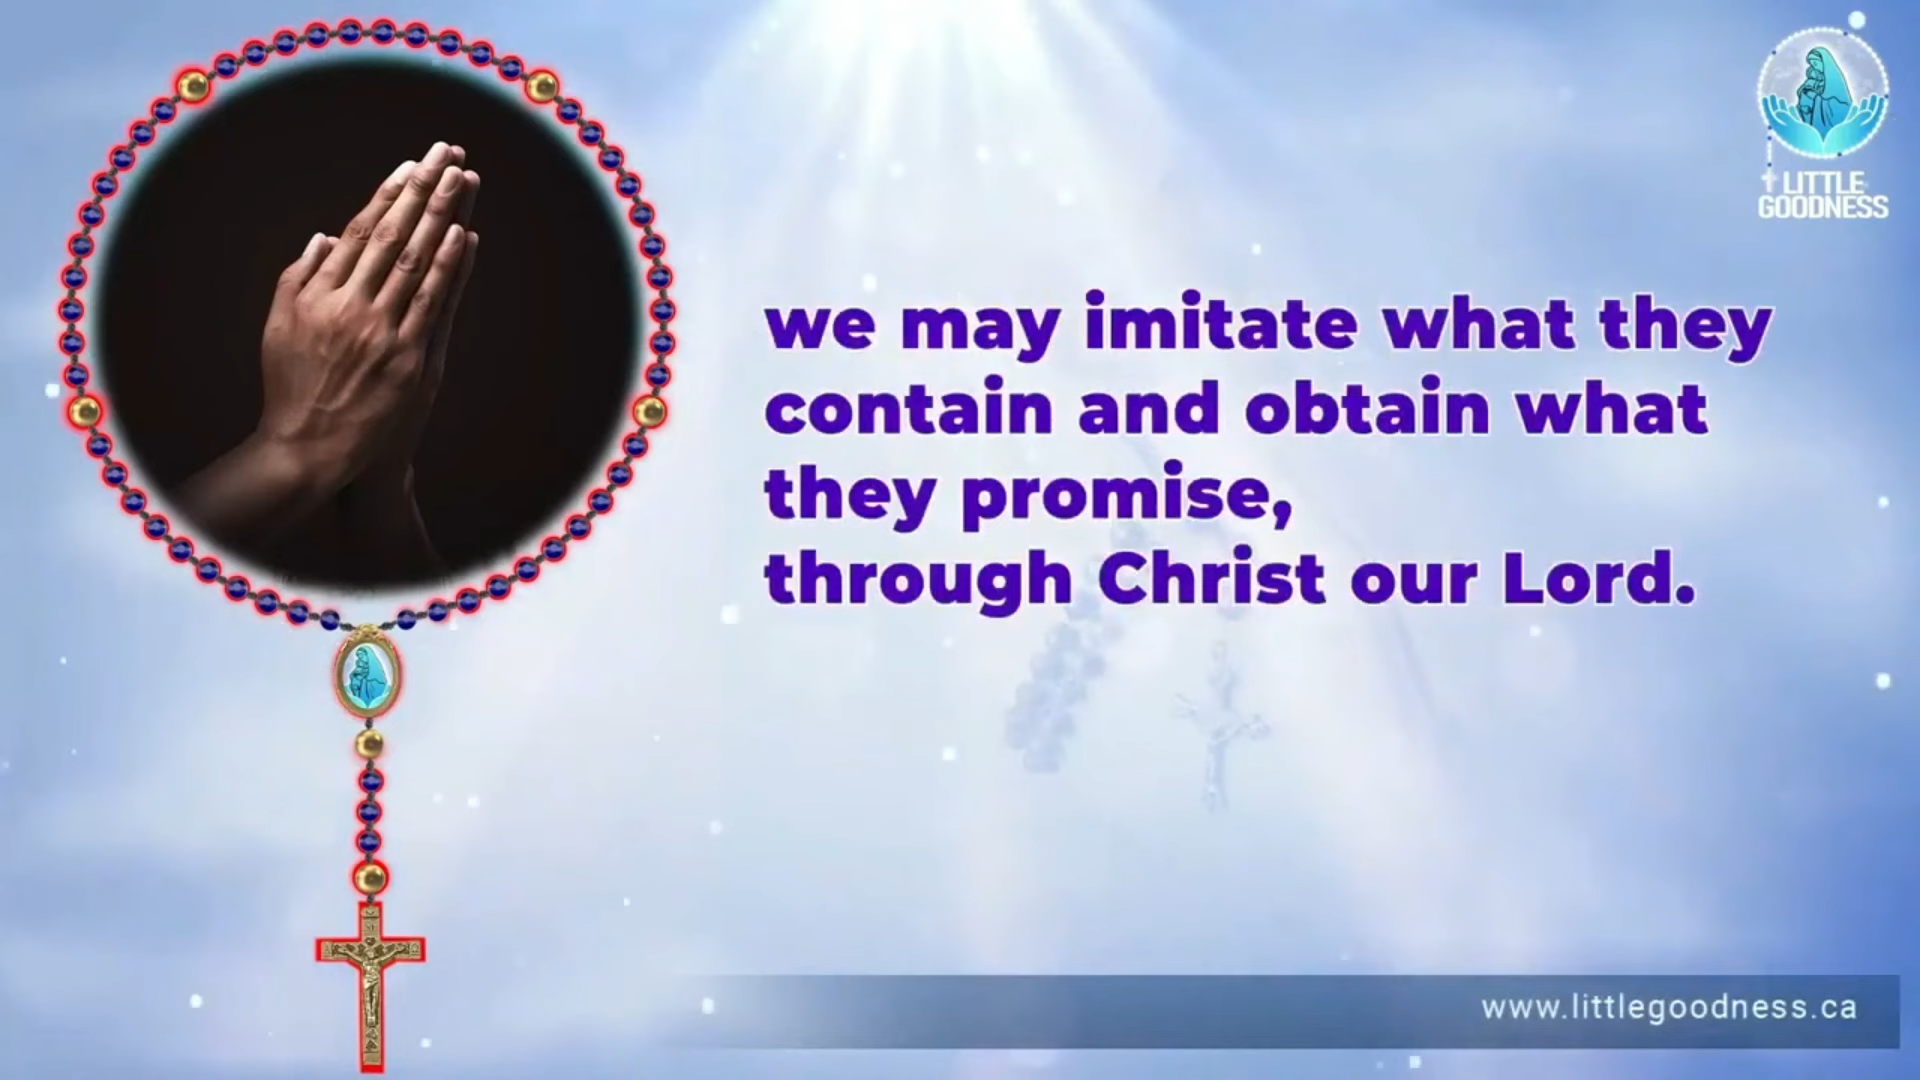 we may imitate what they
contain and obtain what
they promise,
through Christ our Lord.
LITTLE
GOODNESS
www.littlegoodness.ca